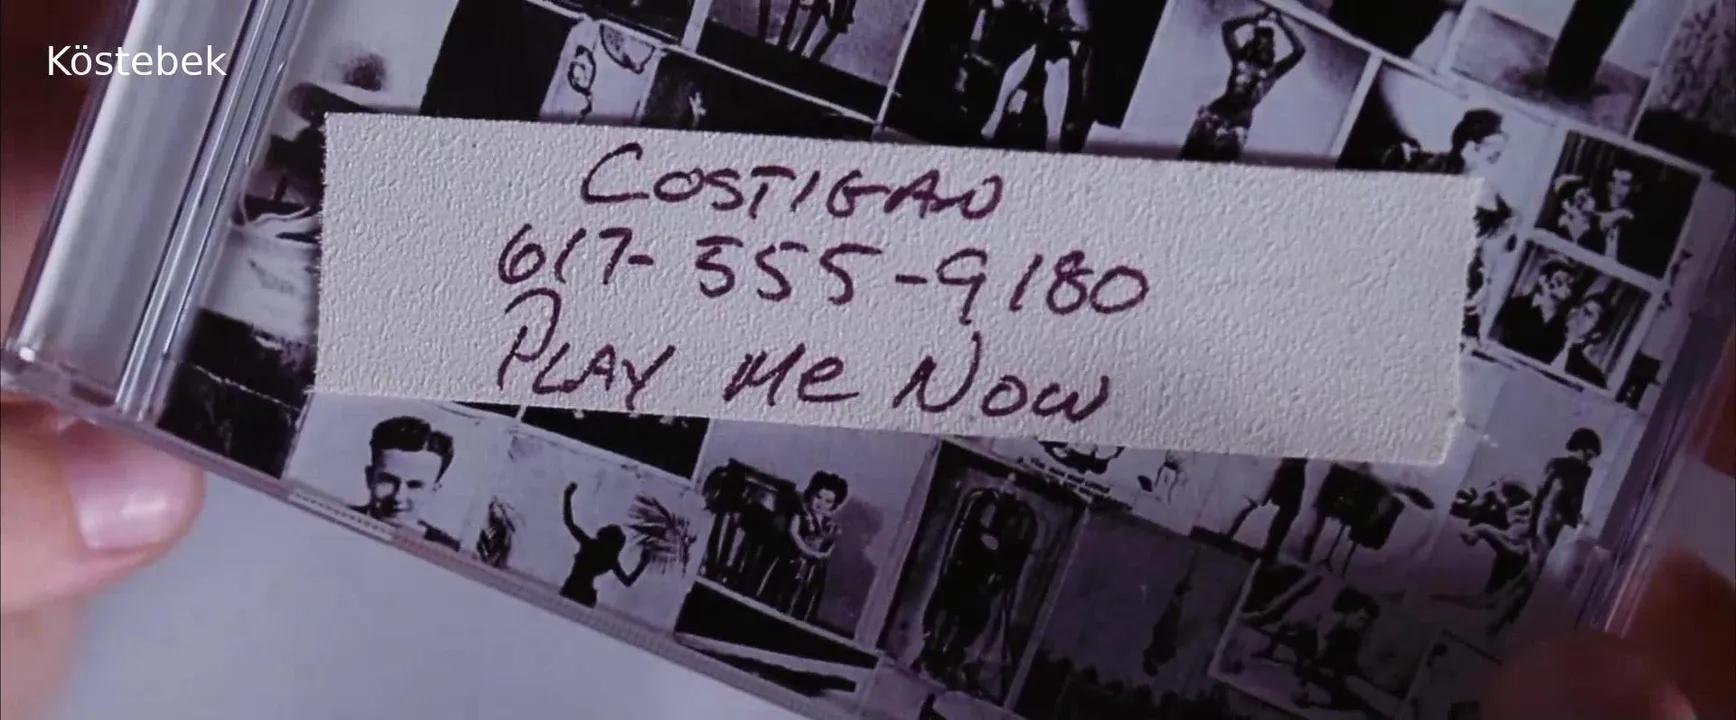 Köstebek
COSTIGAN
617-555-9180
PLAY Me NOW